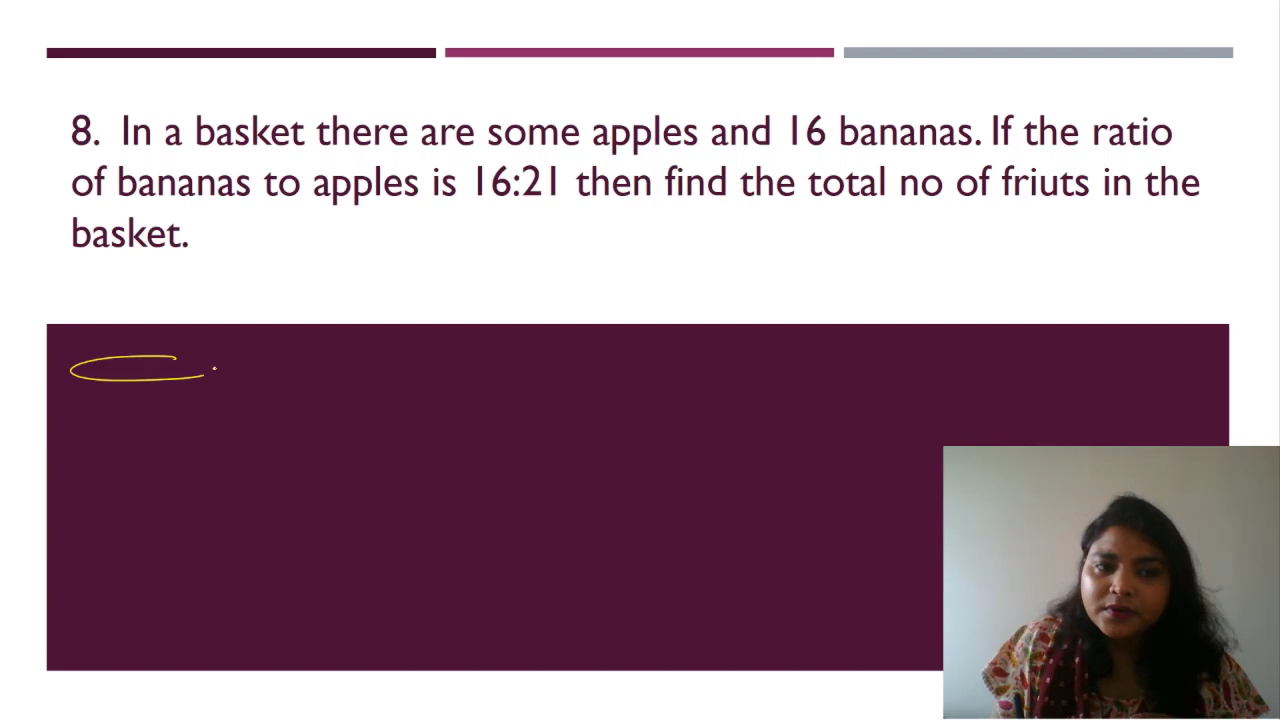 8. In a basket there are some apples and 16 bananas. If the ratio
of bananas to apples is 16:21 then find the total no of friuts in the
basket.